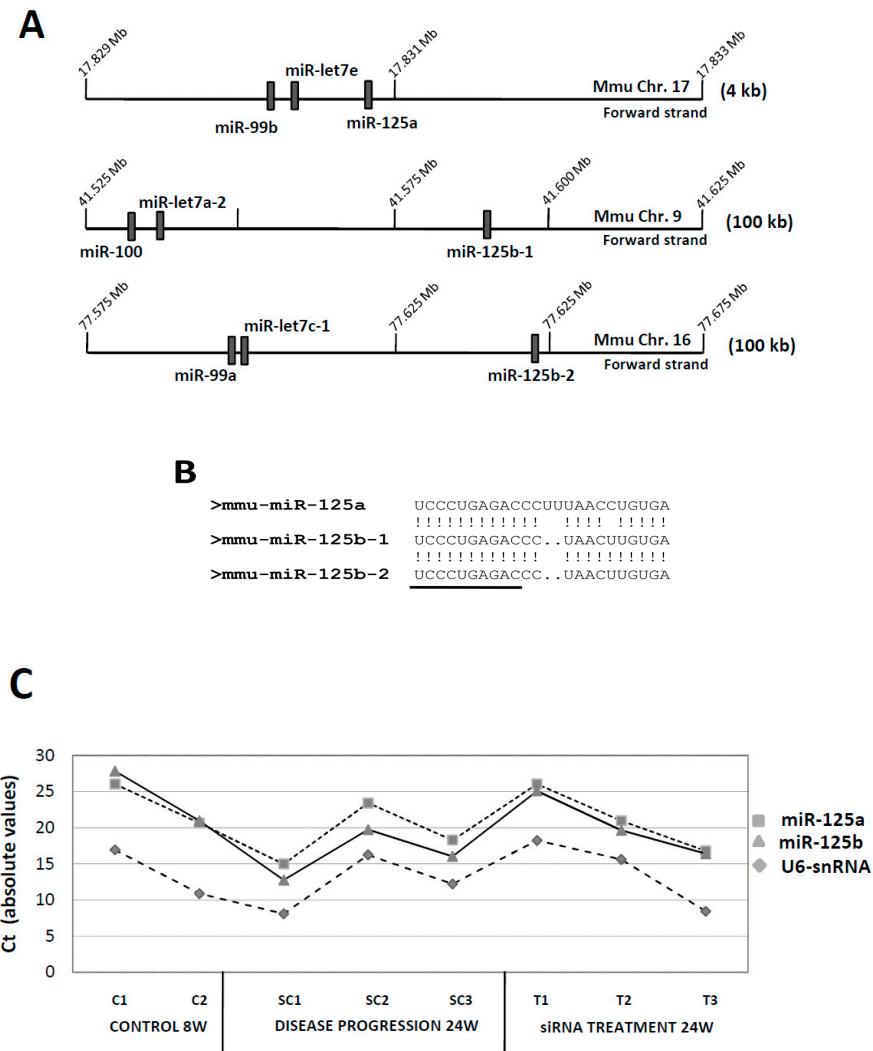 A
17.829 Mb
17.831 Mb
17.833 Mb
miR-let7e
Mmu Chr. 17
(4 kb)
miR-99b
miR-125a
Forward strand
41.525 Mb
41.575 Mb
41.600 Mb
41.625 Mb
miR-let7a-2
Mmu Chr. 9
(100 kb)
miR-100
miR-125b-1
Forward strand
77.575 Mb
77.625 Mb
77.625 Mb
77.675 Mb
miR-let7c-1
Mmu Chr. 16
(100 kb)
miR-99a
miR-125b-2
Forward strand
B
>mmu-miR-125a UCCCUGAGACCCUUUAACCUGUGA
!!!!!!!!!!!! !!!! !!!!!
>mmu-miR-125b-1 UCCCUGAGACCC..UAACUUGUGA
!!!!!!!!!!!! !!!!!!!!!!
>mmu-miR-125b-2 UCCCUGAGACCC..UAACUUGUGA
C
Ct (absolute values)
30
25
20
15
10
5
0
miR-125a
miR-125b
U6-snRNA
C1 C2 SC1 SC2 SC3 T1 T2 T3
CONTROL 8W DISEASE PROGRESSION 24W siRNA TREATMENT 24W